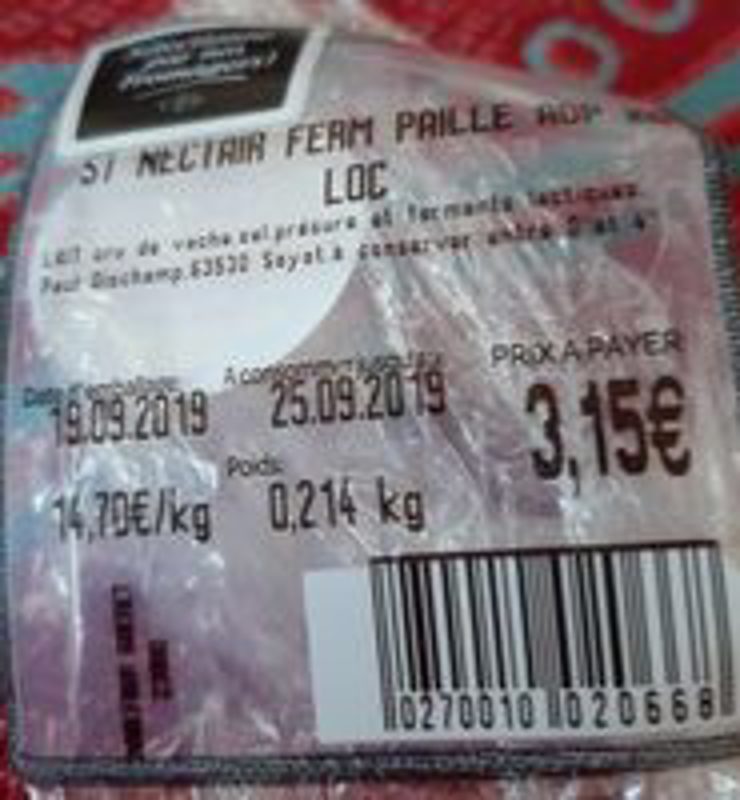 ST NECTAIR FERM PAILLE AOP
LOC
Lait cru de vache sel présure et ferments lactiques
Paul Dischamp.63530 Sayat à conserver entre 0 et 4°
Date d'emballage: A consommer jusqu'au: PRIX A PAYER
19.09.2019 25.09.2019 3,15€
Poids:
14,70€/kg 0,214 kg
0270010 020668